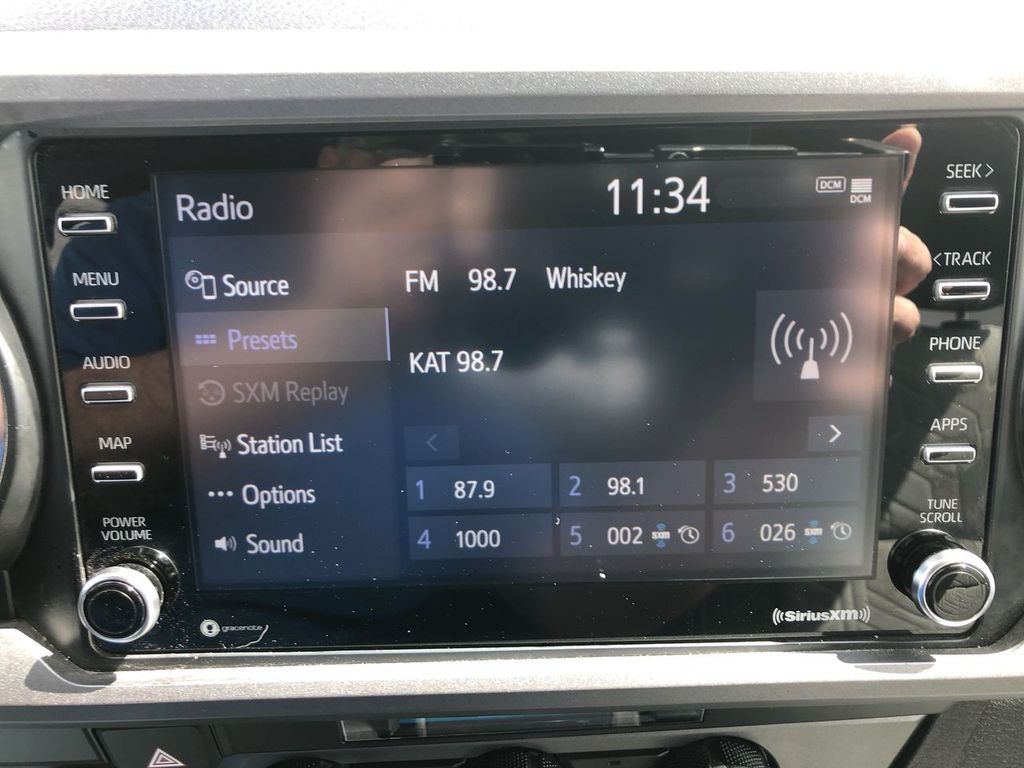 HOME
MENU
AUDIO
MAP
POWER
VOLUME
Radio
11:34
DCM
DCM
Source
Presets
SXM Replay
Station List
Options
Sound
FM 98.7 Whiskey
KAT 98.7
<
>
1 87.9
2 98.1
3 530
4 1000
5 002 sxm
6 026 sxm
SEEK >
< TRACK
PHONE
APPS
TUNE
SCROLL
gracenote
((SiriusXM))